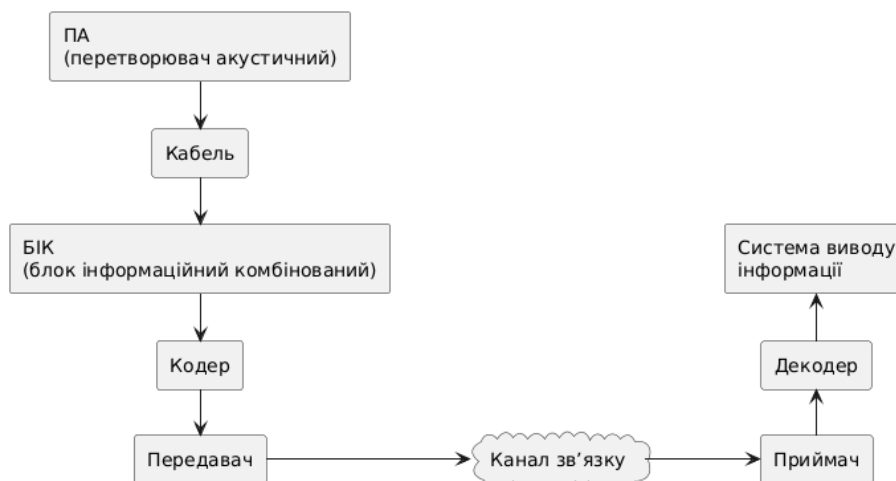 ПА
(перетворювач акустичний)
Кабель
БІК
(блок інформаційний комбінований)
Кодер
Передавач
Канал зв’язку
Приймач
Декодер
Система виводу
інформації